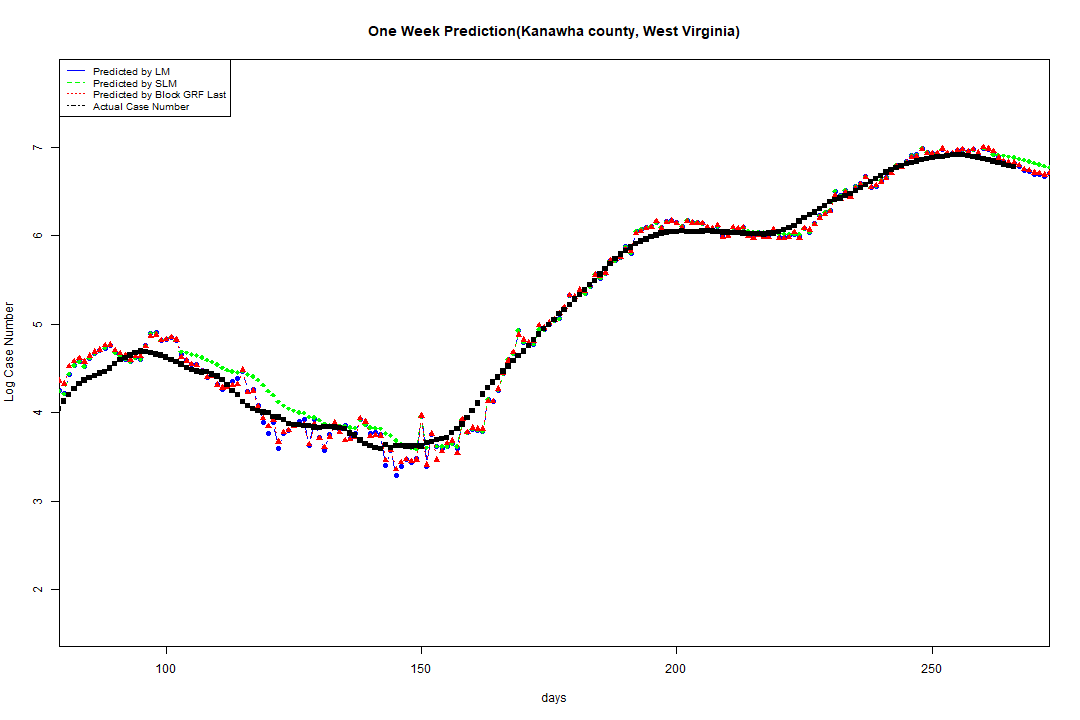 One Week Prediction(Kanawha county, West Virginia)
Predicted by LM
Predicted by SLM
Predicted by Block GRF Last
Actual Case Number
7
6
5
4
3
2
Log Case Number
100
150
200
250
days